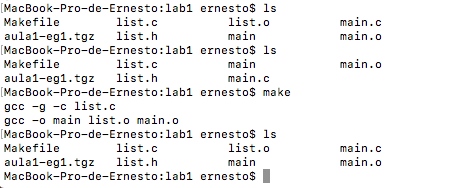 [MacBook-Pro-de-Ernesto:lab1 ernesto$ ls
Makefile list.c list.o main.c
aula1-eg1.tgz list.h main main.o
[MacBook-Pro-de-Ernesto:lab1 ernesto$ ls
Makefile list.c main main.o
aula1-eg1.tgz list.h main.c
[MacBook-Pro-de-Ernesto:lab1 ernesto$ make
gcc -g -c list.c
gcc -o main list.o main.o
[MacBook-Pro-de-Ernesto:lab1 ernesto$ ls
Makefile list.c list.o main.c
aula1-eg1.tgz list.h main main.o
MacBook-Pro-de-Ernesto:lab1 ernesto$